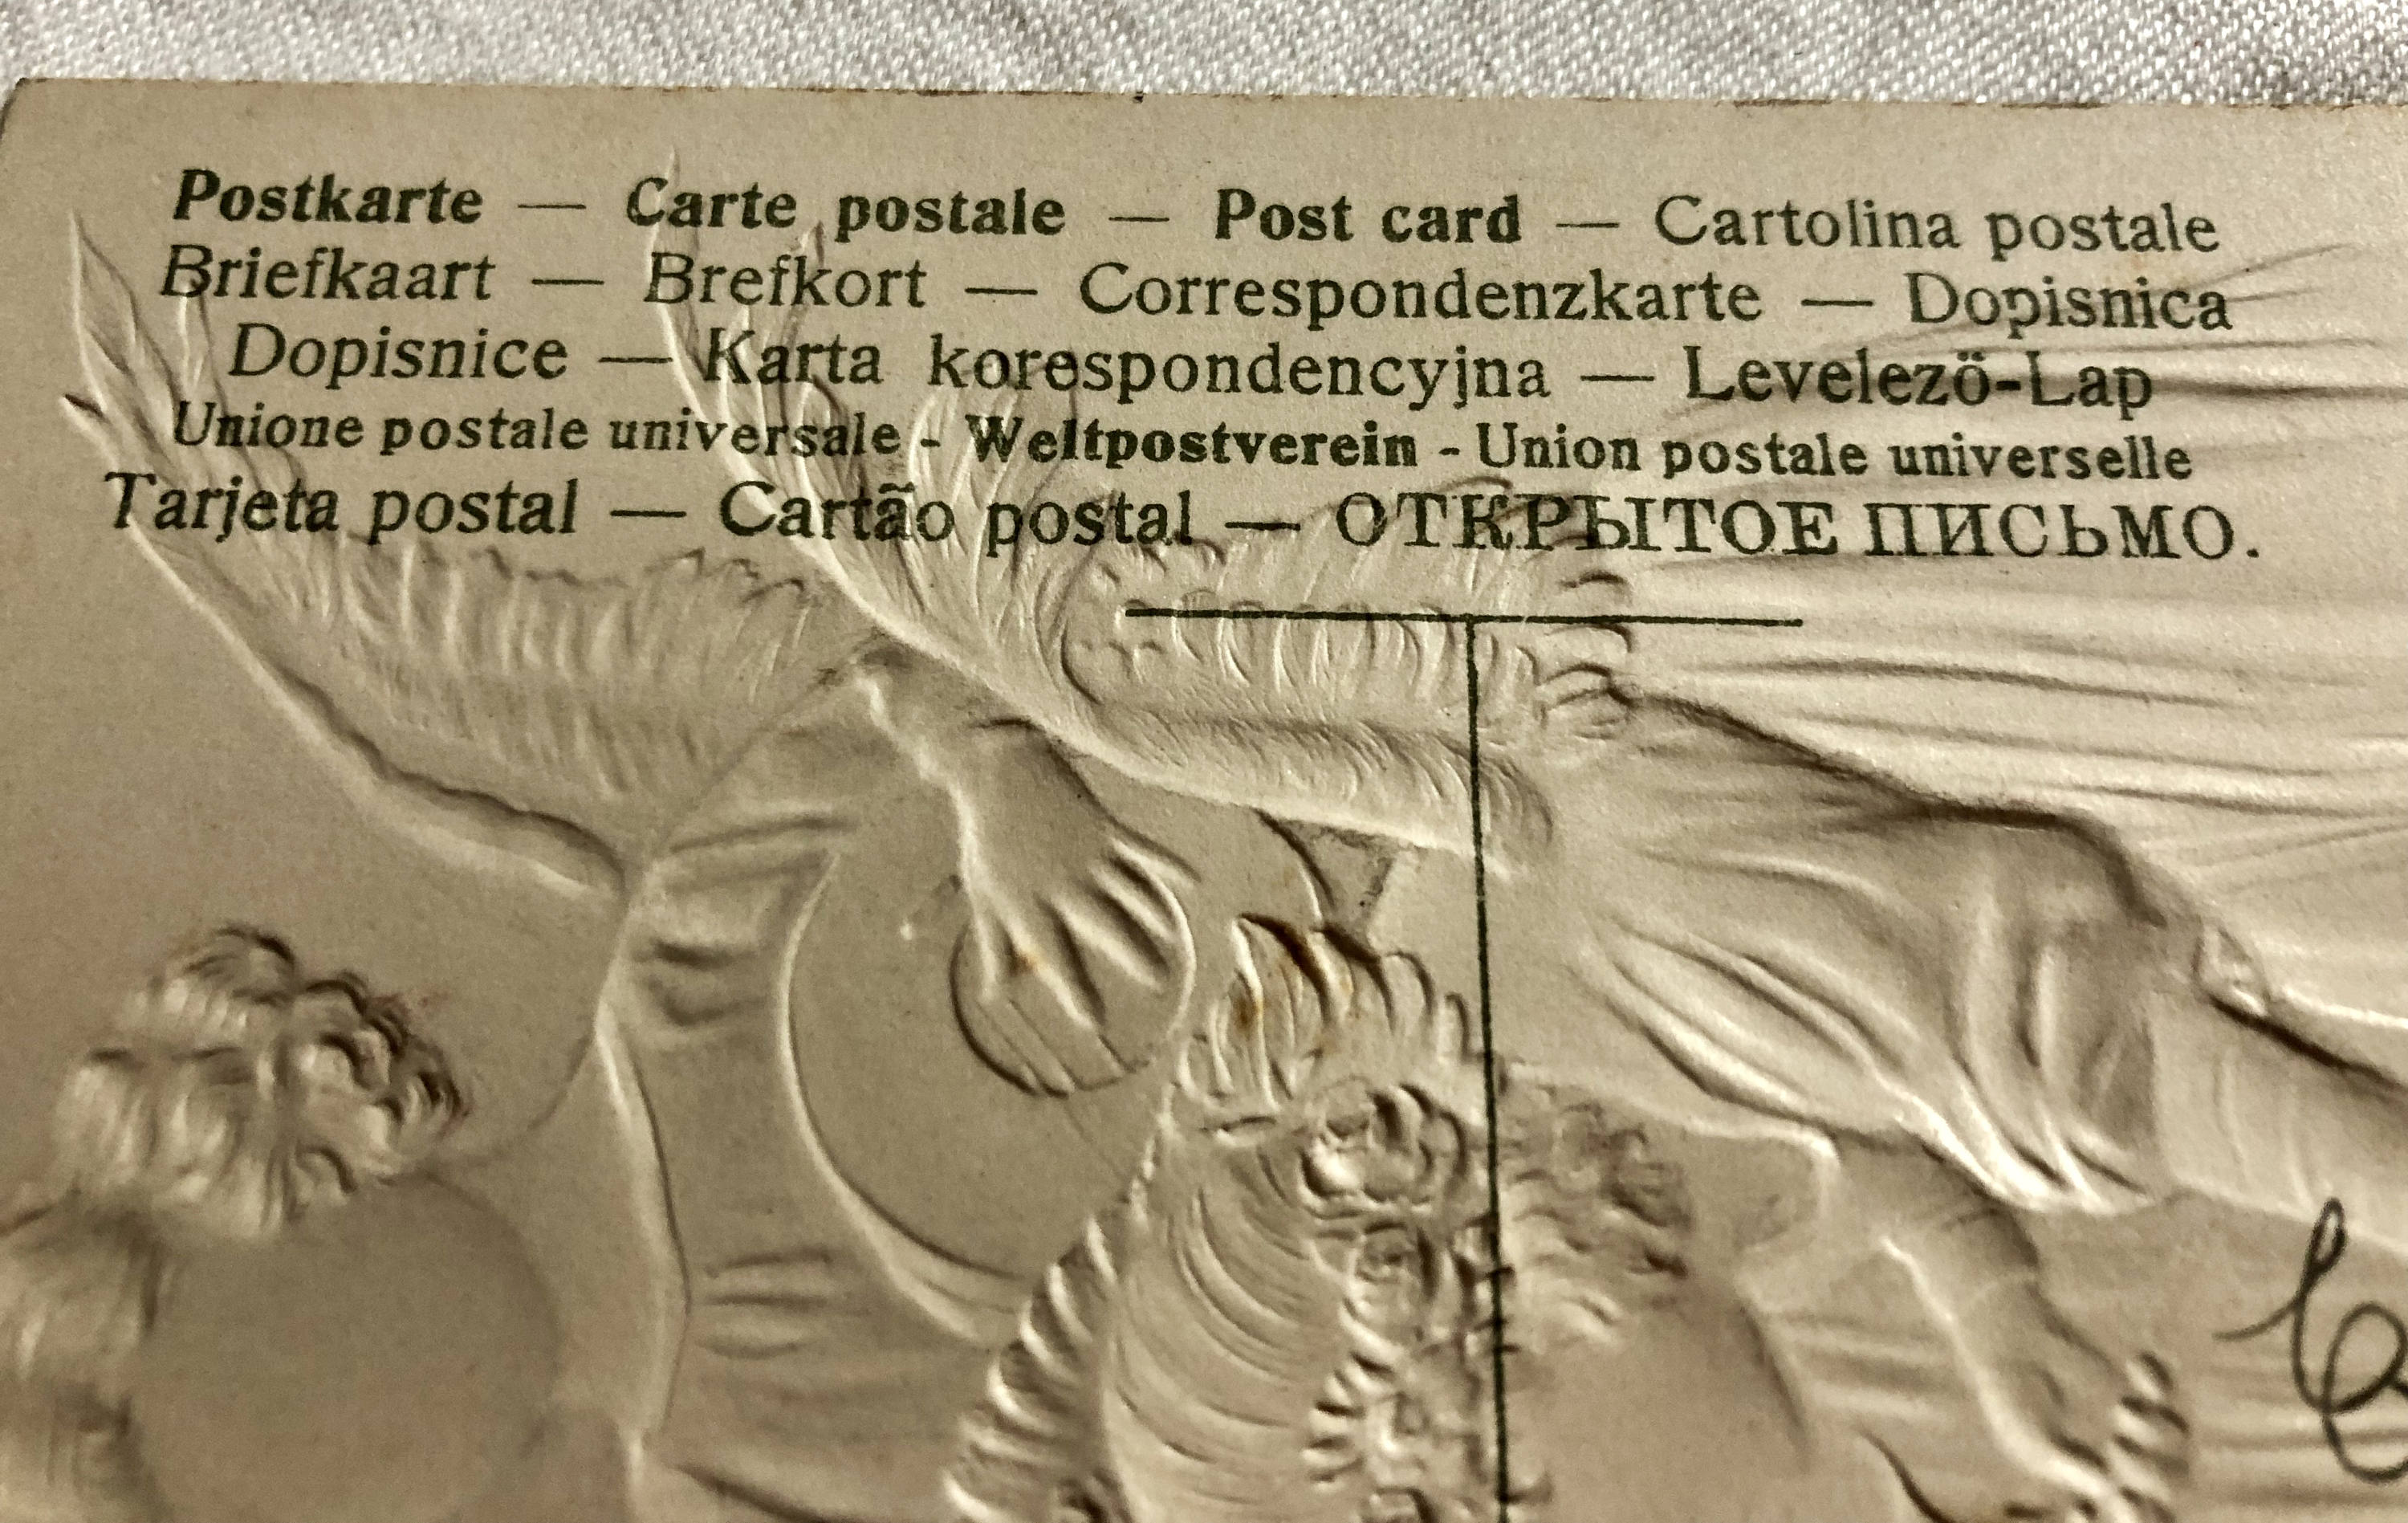 Postkarte — Carte postale — Post card — Cartolina postale
Briefkaart — Brefkort — Correspondenzkarte — Dopisnica
Dopisnice — Karta korespondencyjna — Levelezö-Lap
Unione postale universale - Weltpostverein - Union postale universelle
Tarjeta postal — Cartão postal — ОТКРЫТОЕ ПИСЬМО.